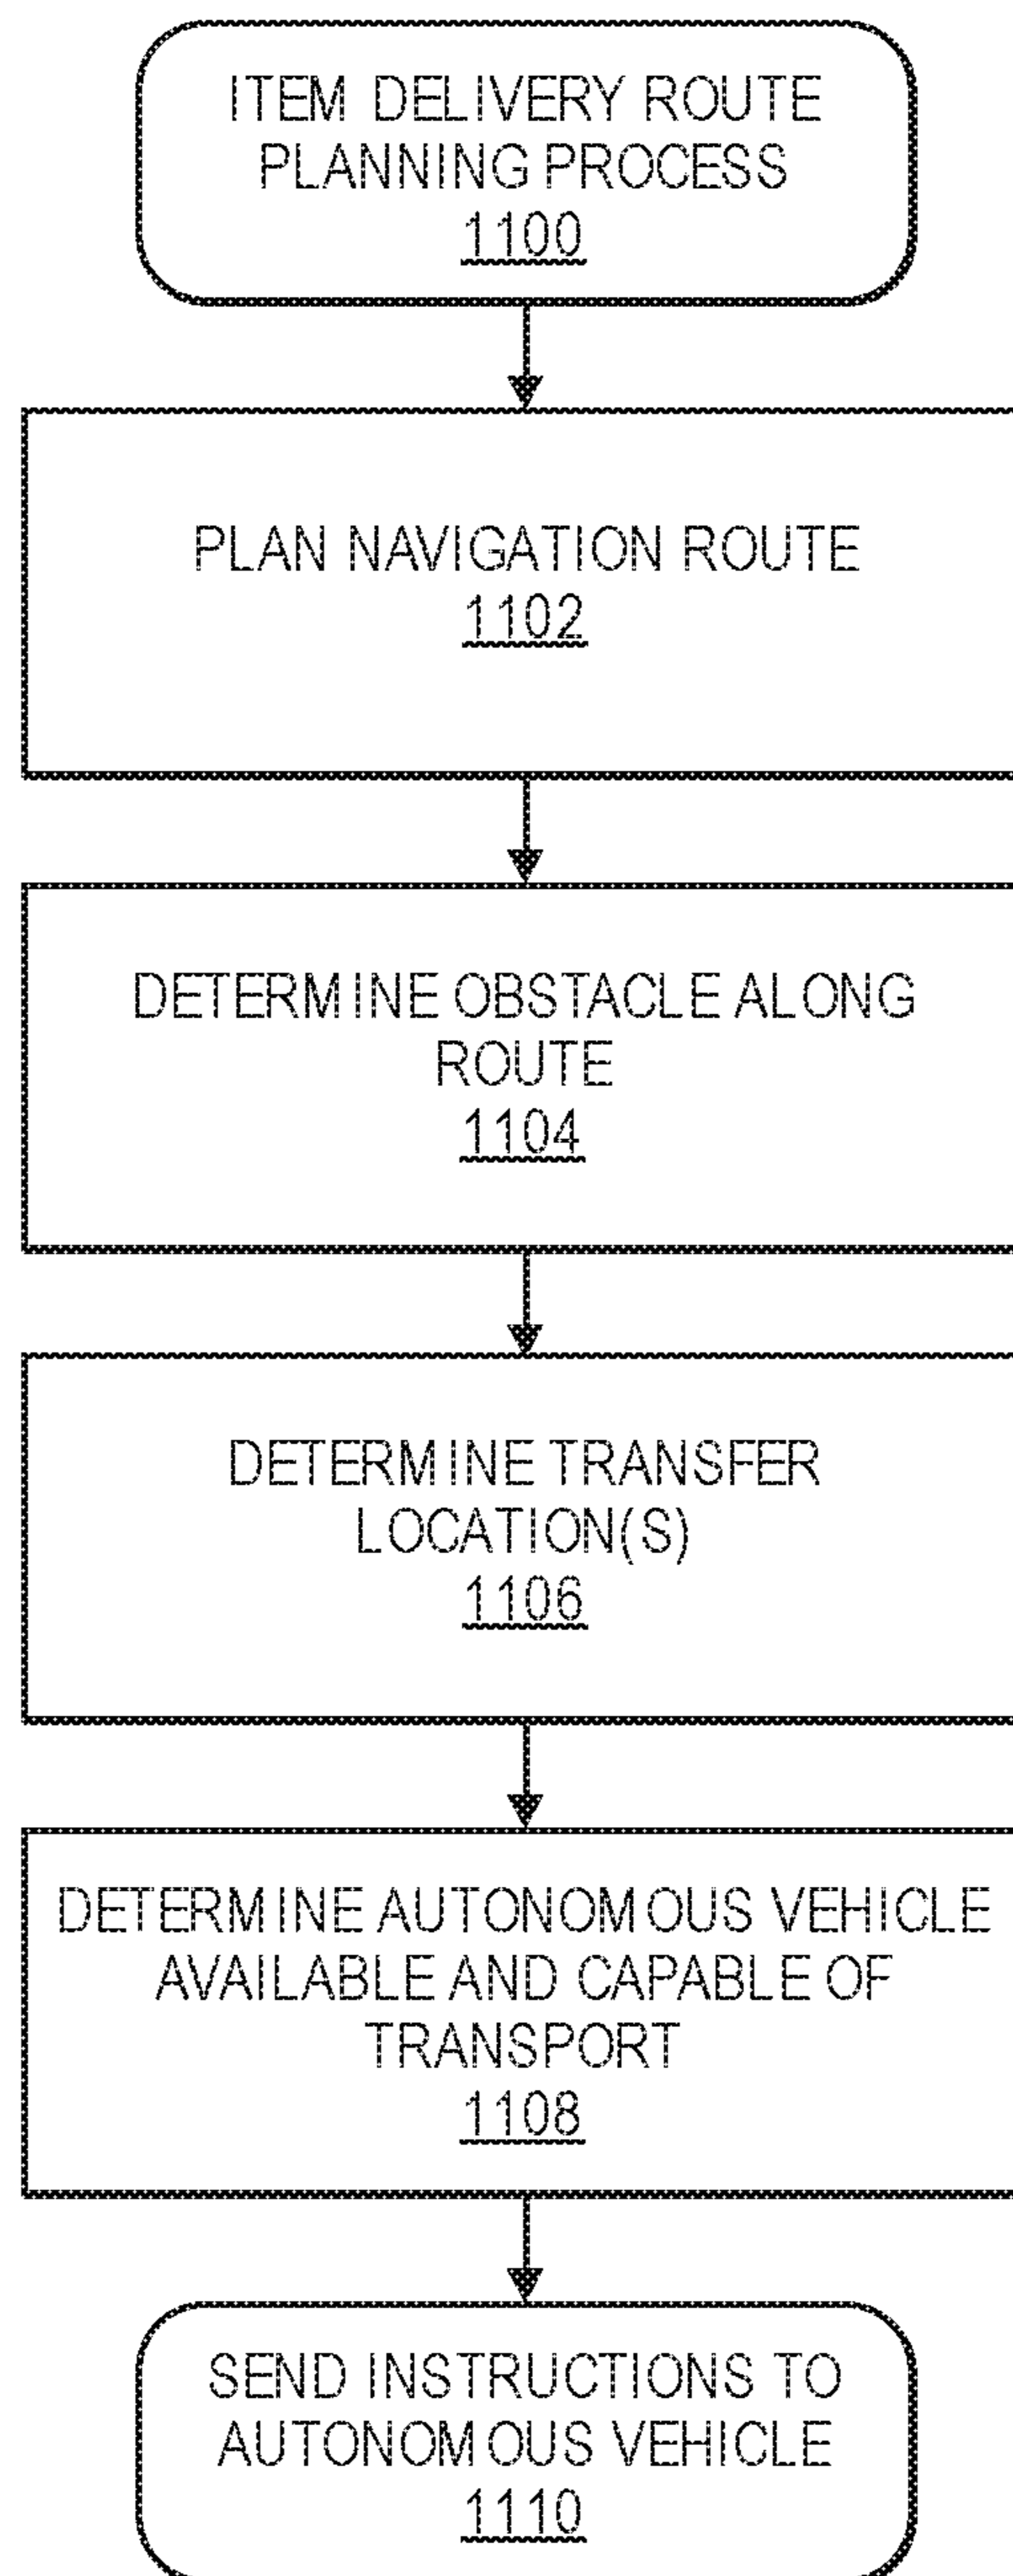 ITEM DELIVERY ROUTE
PLANNING PROCESS
1100
PLAN NAVIGATION ROUTE
1102
DETERMINE OBSTACLE ALONG
ROUTE
1104
DETERMINE TRANSFER
LOCATION(S)
1106
DETERMINE AUTONOMOUS VEHICLE
AVAILABLE AND CAPABLE OF
TRANSPORT
1108
SEND INSTRUCTIONS TO
AUTONOMOUS VEHICLE
1110